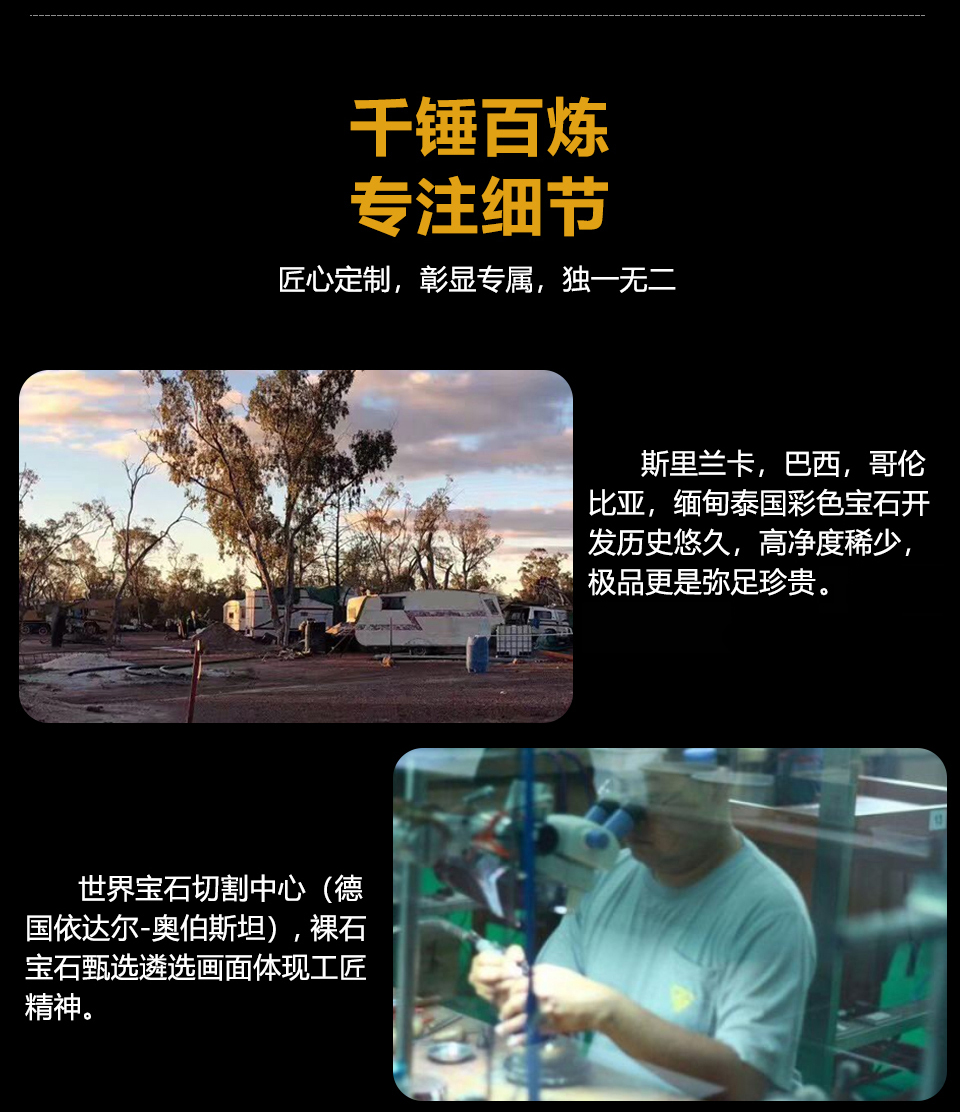 千锤百炼
专注细节
匠心定制，彰显专属，独一无二
斯里兰卡，巴西，哥伦
比亚，缅甸泰国彩色宝石开
发历史悠久，高净度稀少，
极品更是弥足珍贵。
世界宝石切割中心（德
国依达尔-奥伯斯坦）, 裸石
宝石甄选遴选画面体现工匠
精神。